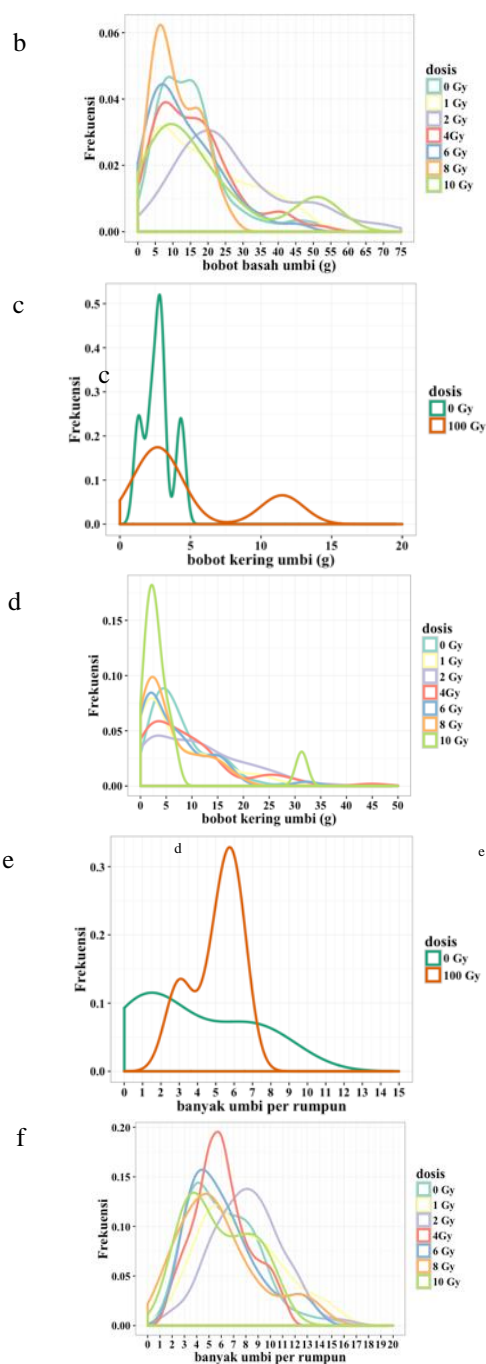 b
0.06
0.04
0.02
0.00
Frekuensi
0 5 10 15 20 25 30 35 40 45 50 55 60 65 70 75
bobot basah umbi (g)
dosis
0 Gy
1 Gy
2 Gy
4Gy
6 Gy
8 Gy
10 Gy
c
c
0.5
0.4
0.3
0.2
0.1
0.0
Frekuensi
0 5 10 15 20
bobot kering umbi (g)
dosis
0 Gy
100 Gy
d
0.15
0.10
0.05
0.00
Frekuensi
0 5 10 15 20 25 30 35 40 45 50
bobot kering umbi (g)
dosis
0 Gy
1 Gy
2 Gy
4Gy
6 Gy
8 Gy
10 Gy
e
d
e
0.3
0.2
0.1
0.0
Frekuensi
0 1 2 3 4 5 6 7 8 9 10 11 12 13 14 15
banyak umbi per rumpun
dosis
0 Gy
100 Gy
f
0.20
0.15
0.10
0.05
0.00
Frekuensi
0 1 2 3 4 5 6 7 8 9 10 11 12 13 14 15 16 17 18 19 20
banyak umbi per rumpun
dosis
0 Gy
1 Gy
2 Gy
4Gy
6 Gy
8 Gy
10 Gy